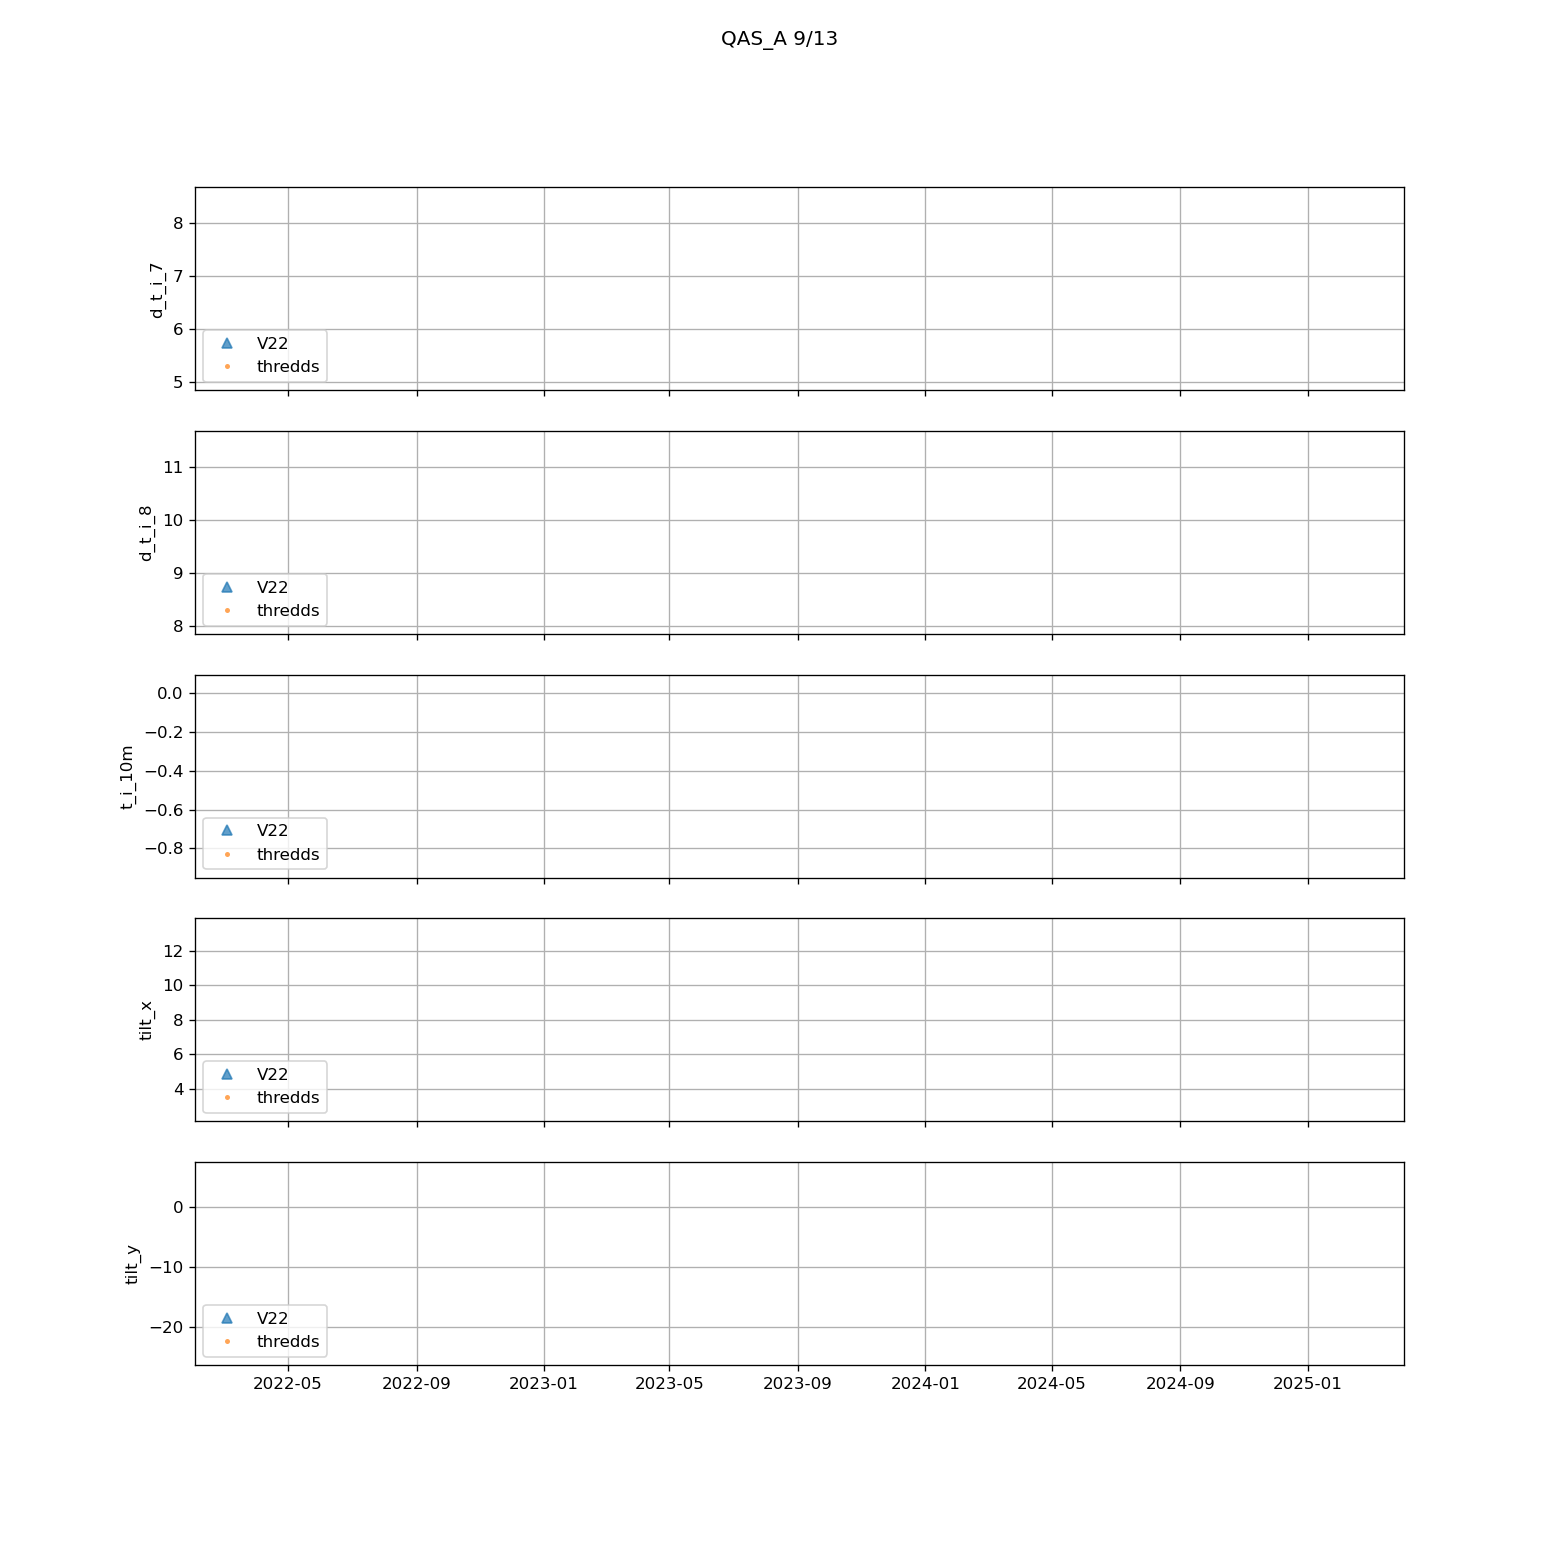 QAS_A 9/13
8
7
6
5
d_t_i_7
V22
thredds
11
10
9
8
d_t_i_8
V22
thredds
0.0
−0.2
−0.4
−0.6
−0.8
t_i_10m
V22
thredds
12
10
8
6
4
tilt_x
V22
thredds
0
−10
−20
tilt_y
V22
thredds
2022-05 2022-09 2023-01 2023-05 2023-09 2024-01 2024-05 2024-09 2025-01